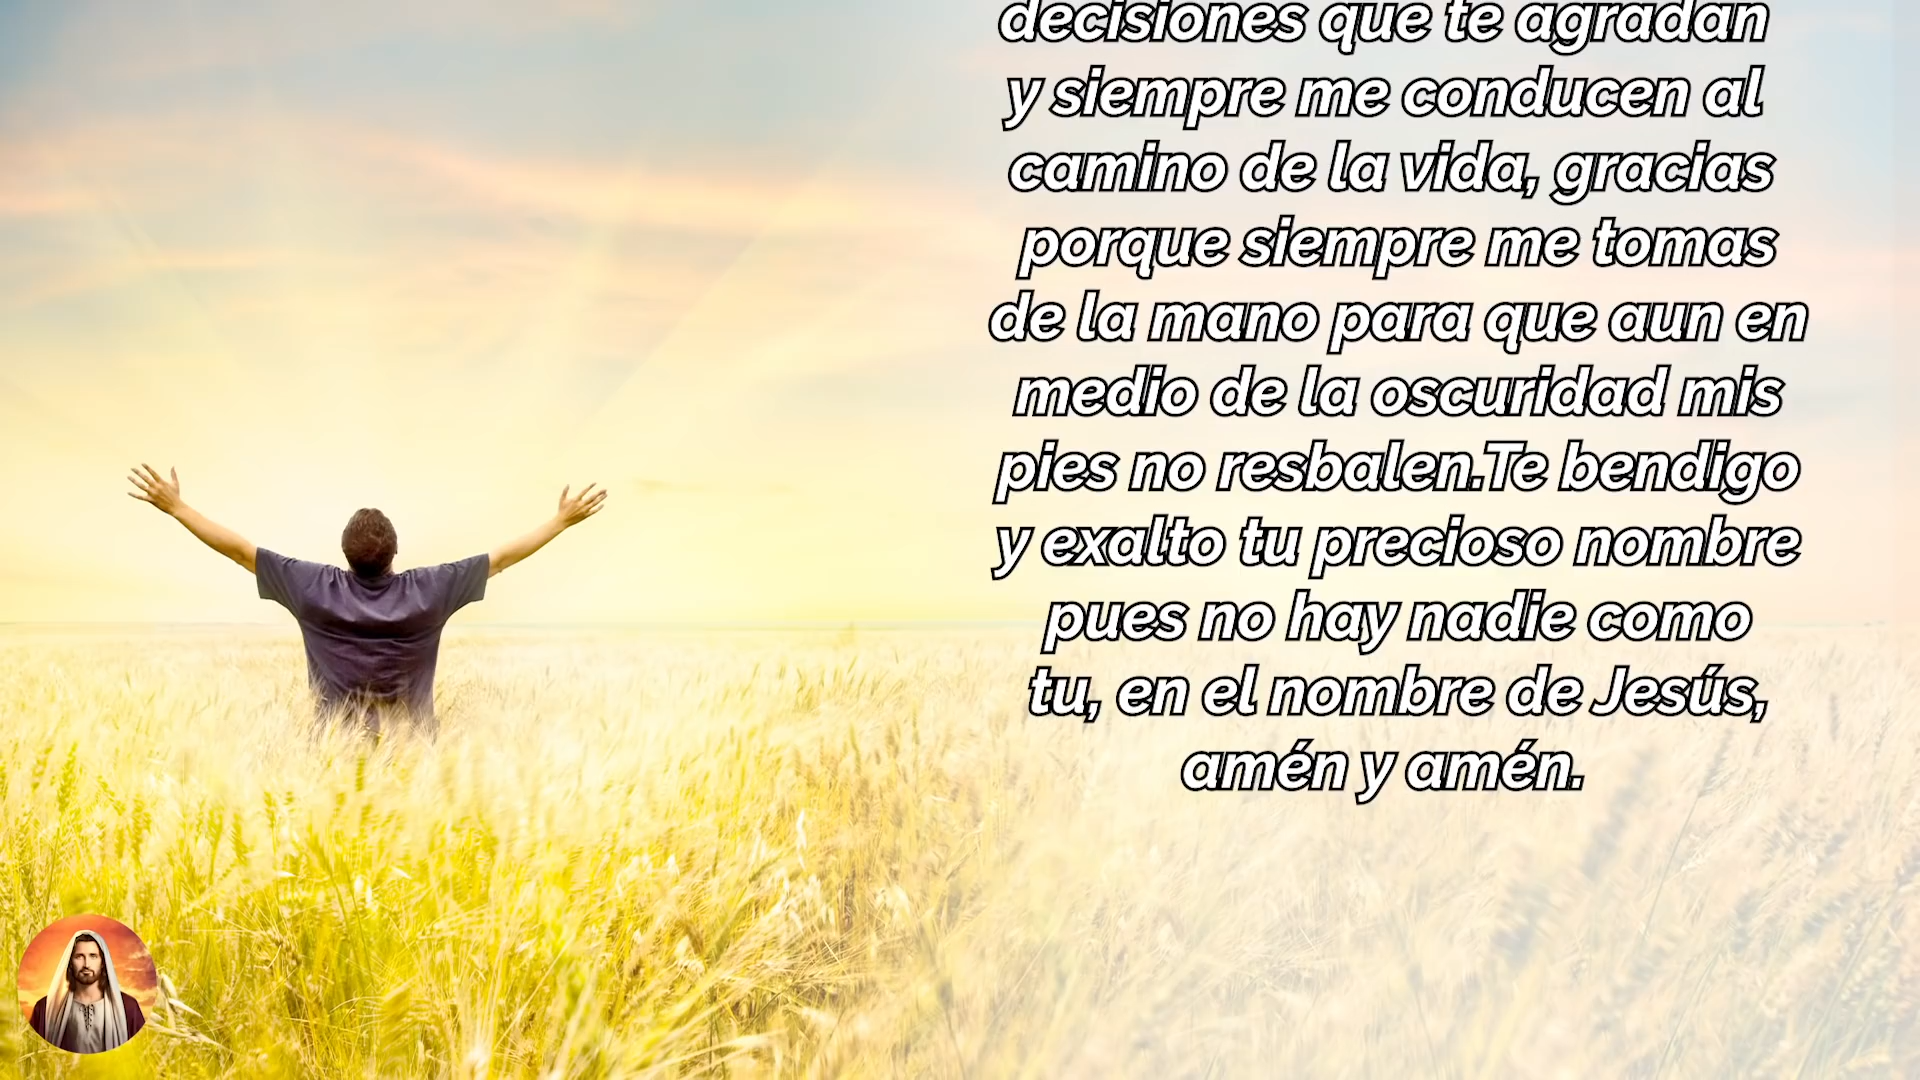 decisiones que te agradan
y siempre me conducen al
camino de la vida, gracias
porque siempre me tomas
de la mano para que aun en
medio de la oscuridad mis
pies no resbalen.Te bendigo
y exalto tu precioso nombre
pues no hay nadie como
tu, en el nombre de Jesús,
amén y amén.